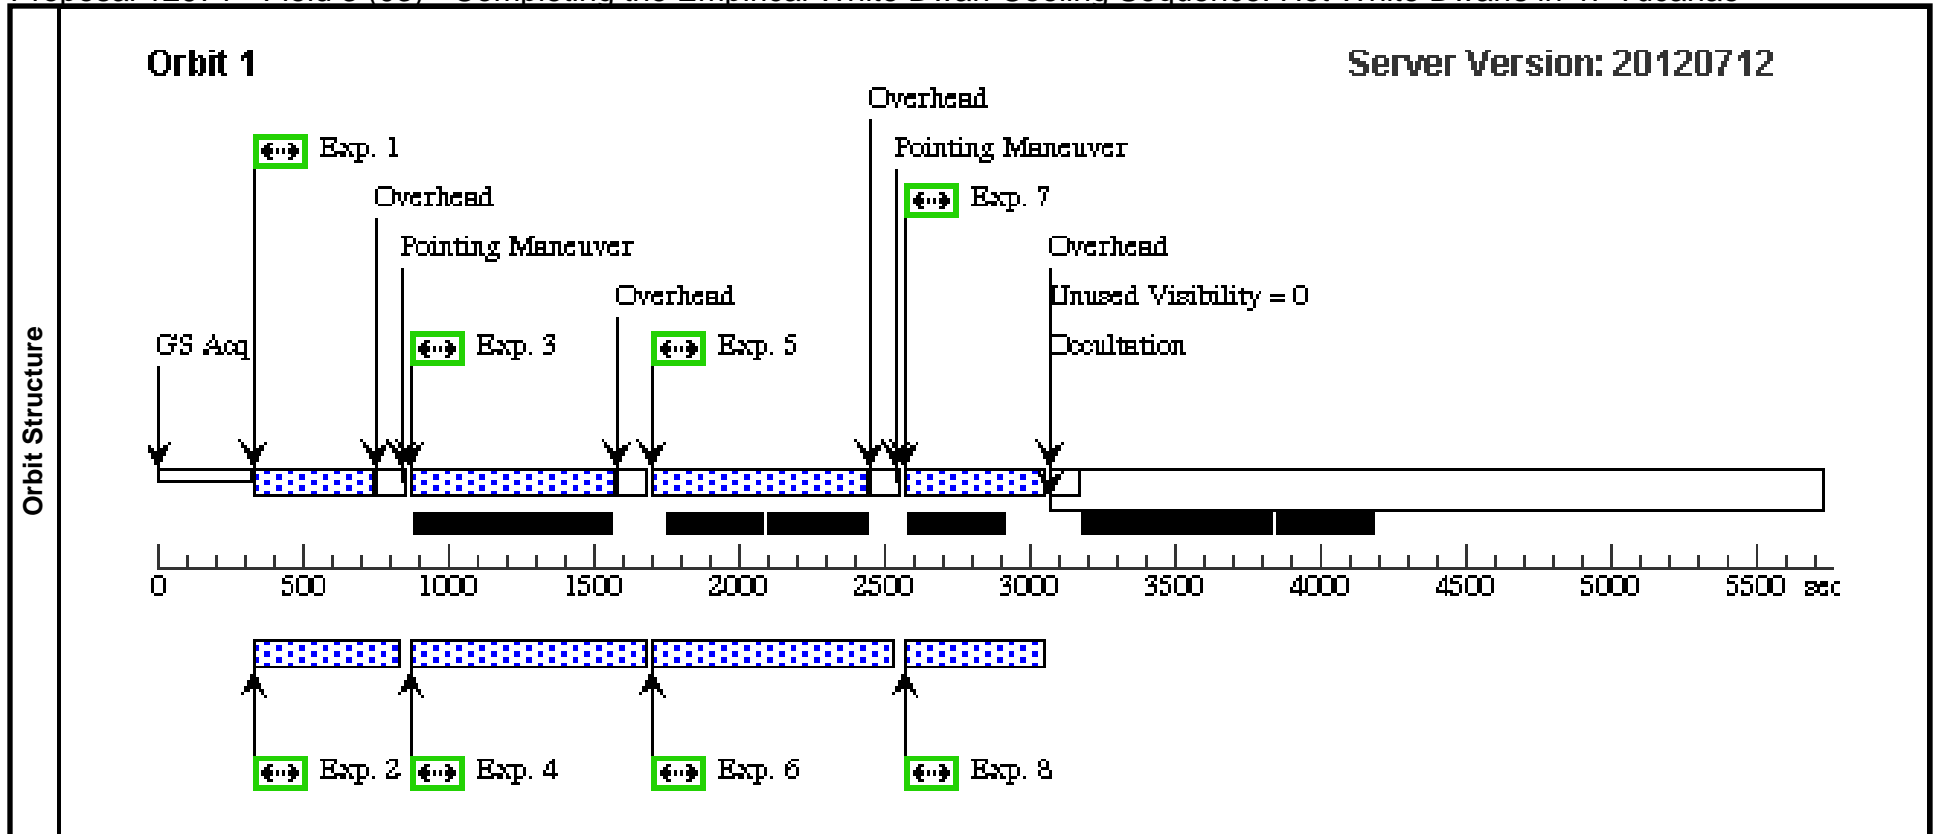 Orbit 1
Server Version: 20120712
Overhead
Exp. 1
Pointing Maneuver
Overhead
Exp. 7
Pointing Maneuver
Overhead
Overhead
Unused Visibility = 0
GS Acq
Exp. 3
Exp. 5
Occultation
Orbit Structure
0 500 1000 1500 2000 2500 3000 3500 4000 4500 5000 5500 sec
Exp. 2
Exp. 4
Exp. 6
Exp. 8